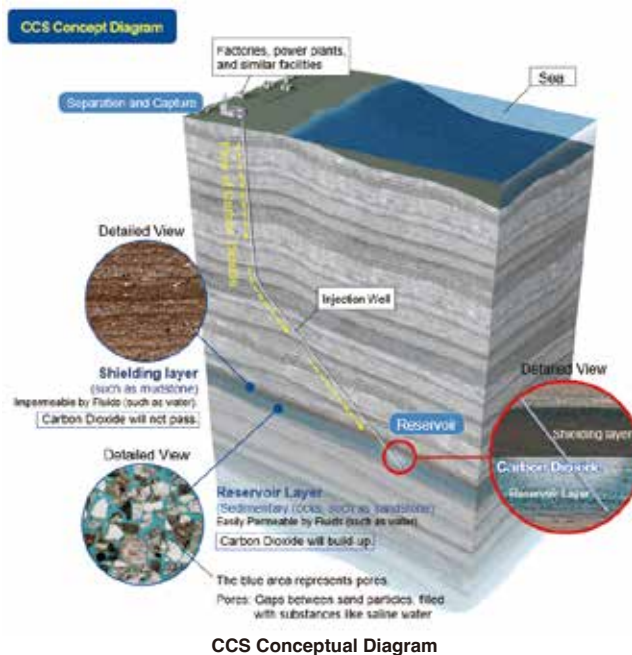 CCS Concept Diagram
Factories, power plants,
and similar facilities
Sea
Separation and Capture
Detailed View
Injection Well
Shielding layer
(such as mudstone)
Impermeable by Fluids (such as water).
Carbon Dioxide will not pass.
Detailed View
Reservoir
Shielding layer
Carbon Dioxide
Reservoir Layer
Detailed View
Reservoir Layer
(Sedimentary rocks, such as sandstone)
Easily Permeable by Fluids (such as water)
Carbon Dioxide will build up.
The blue area represents pores.
Pores: Gaps between sand particles, filled
with substances like saline water
CCS Conceptual Diagram